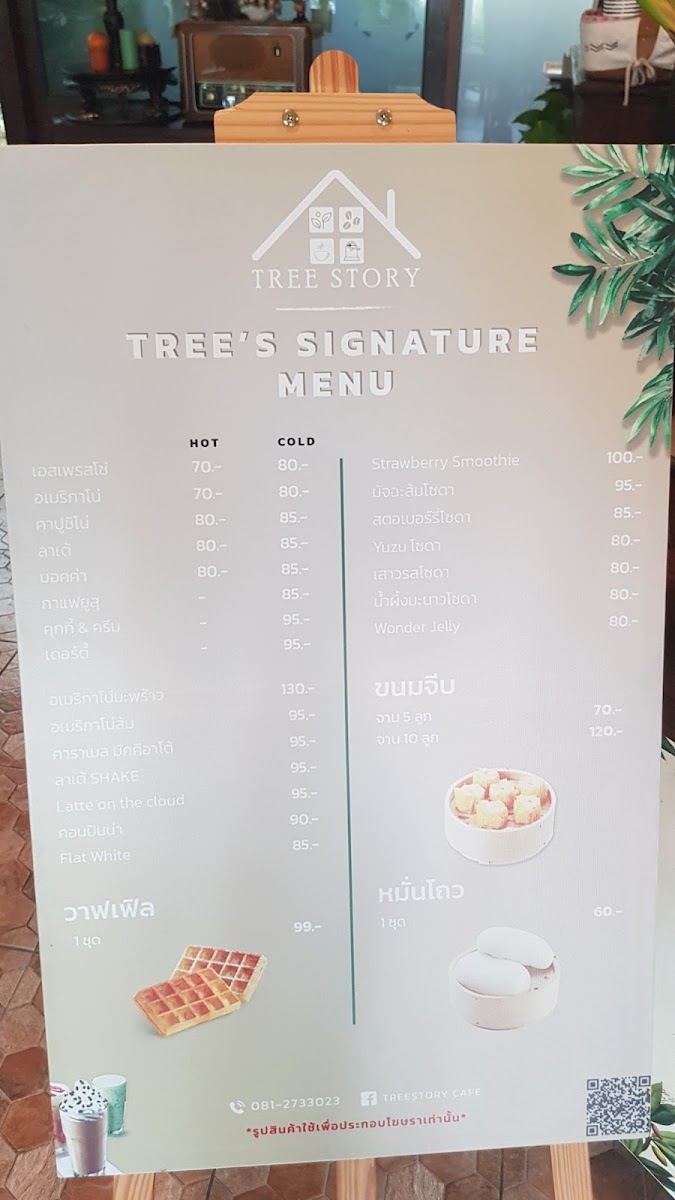 TREE STORY
TREE'S SIGNATURE
MENU
HOT COLD
เอสเพรสโซ่ 70.- 80.-
อเมริกาโน่ 70.- 80.-
คาปูชิโน่ 80.- 85.-
ลาเต้ 80.- 85.-
มอคค่า 80.- 85.-
กาแฟยูสุ - 85.-
คุกกี้ & ครีม - 95.-
เดอร์ตี้ - 95.-
อเมริกาโน่มะพร้าว 130.-
อเมริกาโน่ส้ม 95.-
คาราเมล มัคคีอาโต้ 95.-
ลาเต้ SHAKE 95.-
Latte on the cloud 95.-
คอนปันน่า 90.-
Flat White 85.-
วาฟเฟิล
1 ชุด 99.-
Strawberry Smoothie 100.-
มัจฉะส้มโซดา 95.-
สตอเบอร์รี่โซดา 85.-
Yuzu โซดา 80.-
เสาวรสโซดา 80.-
น้ำผึ้งมะนาวโซดา 80.-
Wonder Jelly 80.-
ขนมจีบ
จาน 5 ลูก 70.-
จาน 10 ลูก 120.-
หมั่นโถว
1 ชุด 60.-
081-2733023 TREESTORY CAFE
*รูปสินค้าใช้เพื่อประกอบโฆษราเท่านั้น*